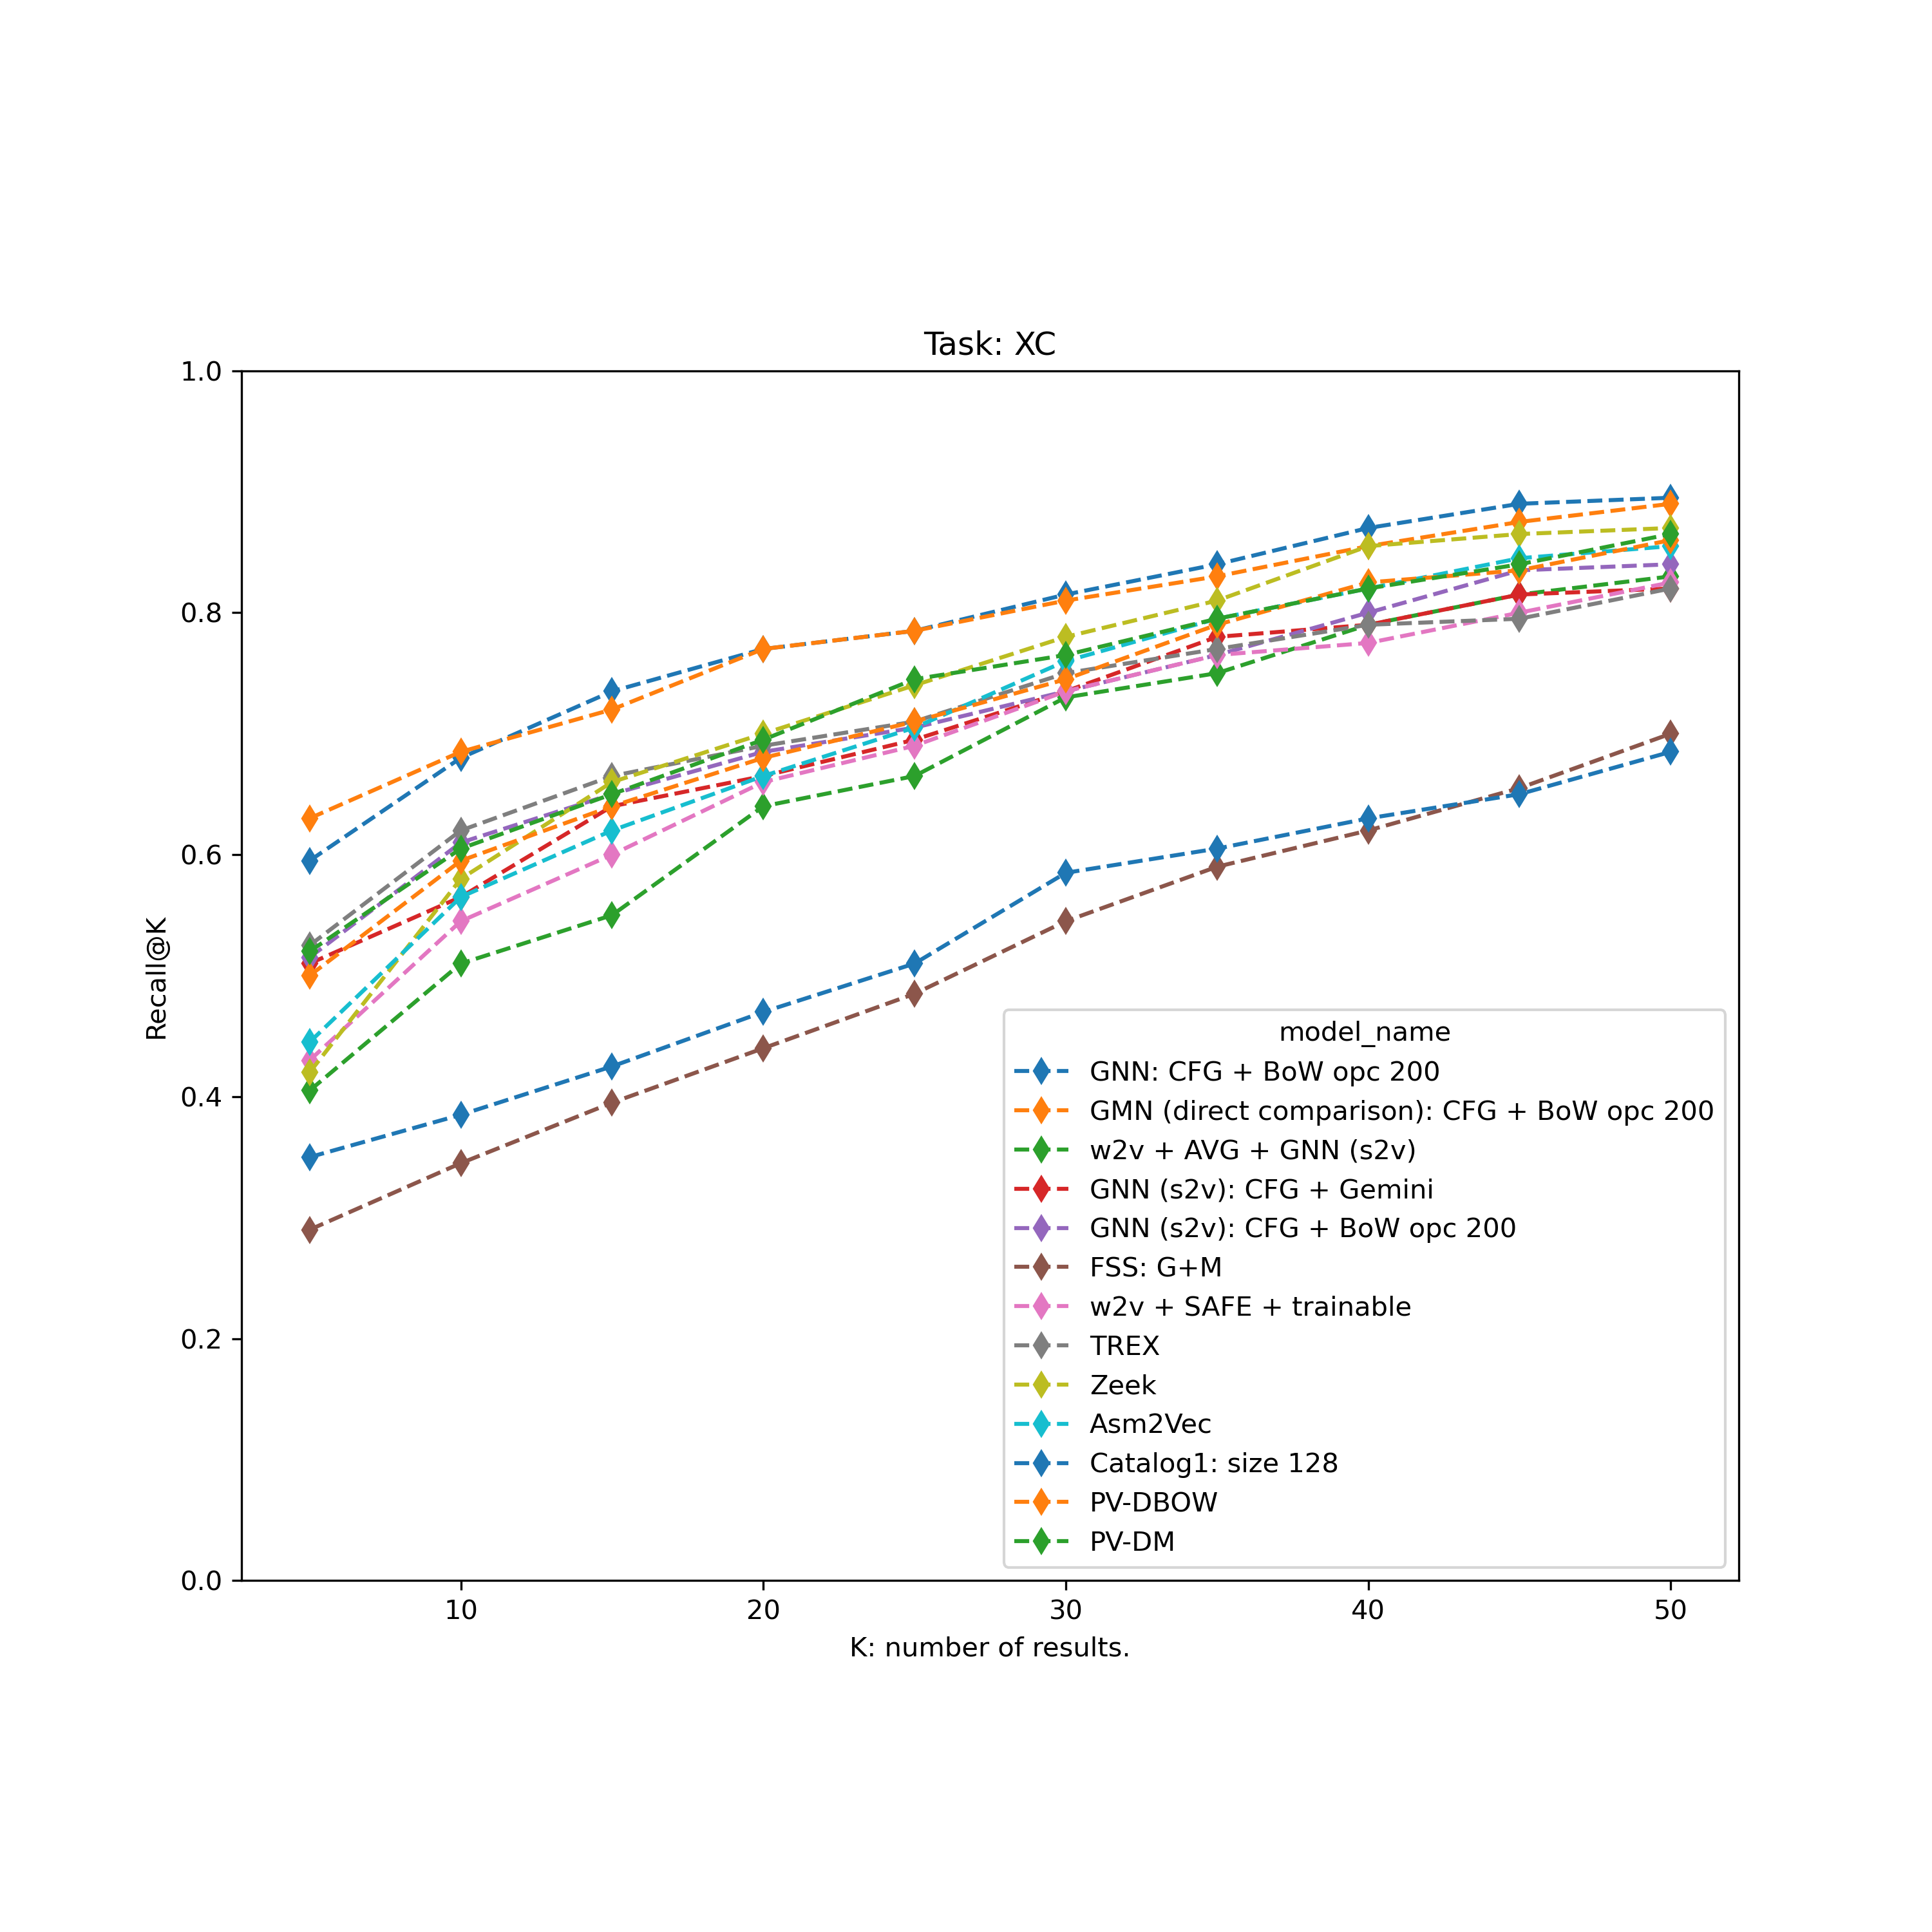 Task: XC
1.0
0.8
0.6
0.4
0.2
0.0
Recall@K
10 20 30 40 50
K: number of results.
model_name
GNN: CFG + BoW opc 200
GMN (direct comparison): CFG + BoW opc 200
w2v + AVG + GNN (s2v)
GNN (s2v): CFG + Gemini
GNN (s2v): CFG + BoW opc 200
FSS: G+M
w2v + SAFE + trainable
TREX
Zeek
Asm2Vec
Catalog1: size 128
PV-DBOW
PV-DM